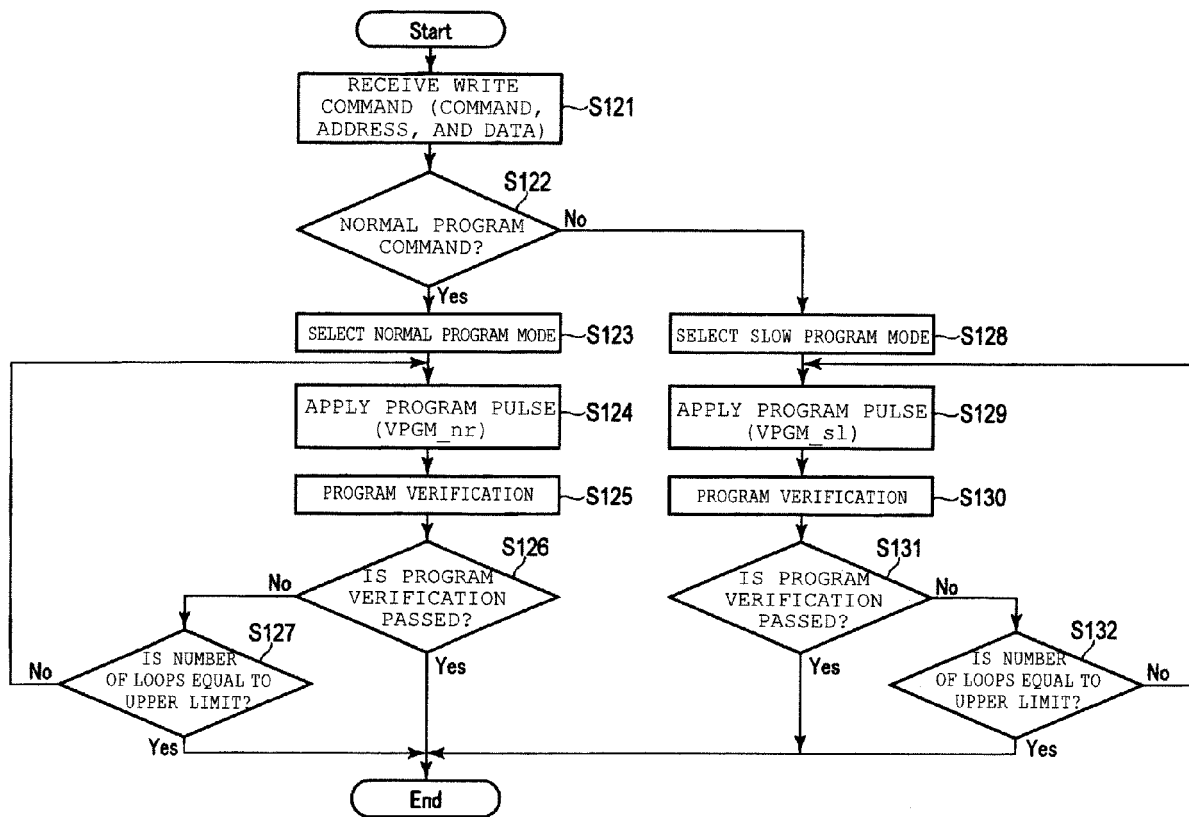 Start
RECEIVE WRITE
COMMAND (COMMAND,
ADDRESS, AND DATA)
S121
S122
NORMAL PROGRAM
COMMAND?
No
Yes
SELECT NORMAL PROGRAM MODE
S123
SELECT SLOW PROGRAM MODE
S128
APPLY PROGRAM PULSE
(VPGM_nr)
S124
APPLY PROGRAM PULSE
(VPGM_sl)
S129
PROGRAM VERIFICATION
S125
PROGRAM VERIFICATION
S130
S126
IS PROGRAM
VERIFICATION
PASSED?
No
Yes
S131
IS PROGRAM
VERIFICATION
PASSED?
No
Yes
S127
IS NUMBER
OF LOOPS EQUAL TO
UPPER LIMIT?
No
Yes
S132
IS NUMBER
OF LOOPS EQUAL TO
UPPER LIMIT?
No
Yes
End